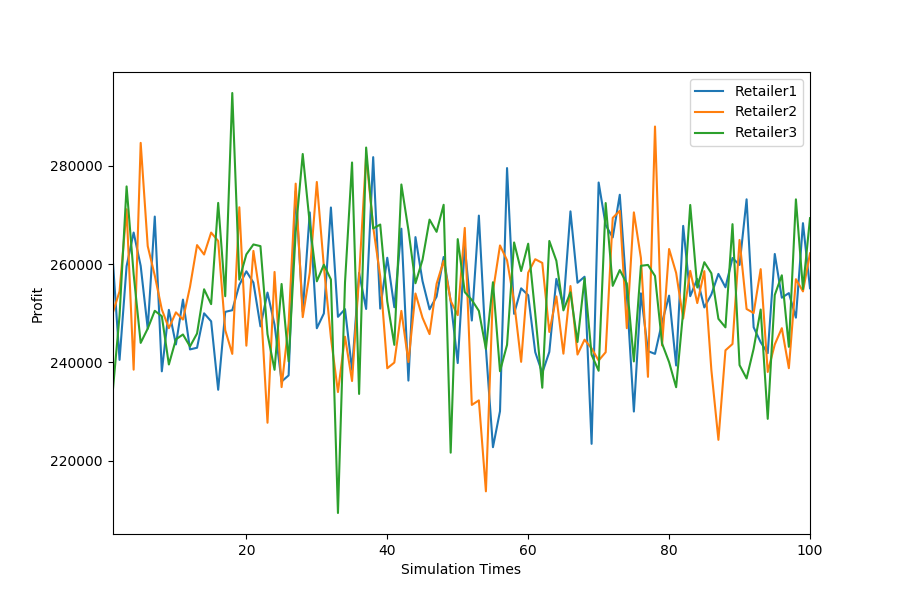 Retailer1
Retailer2
Retailer3
280000
260000
240000
220000
Profit
20 40 60 80 100
Simulation Times